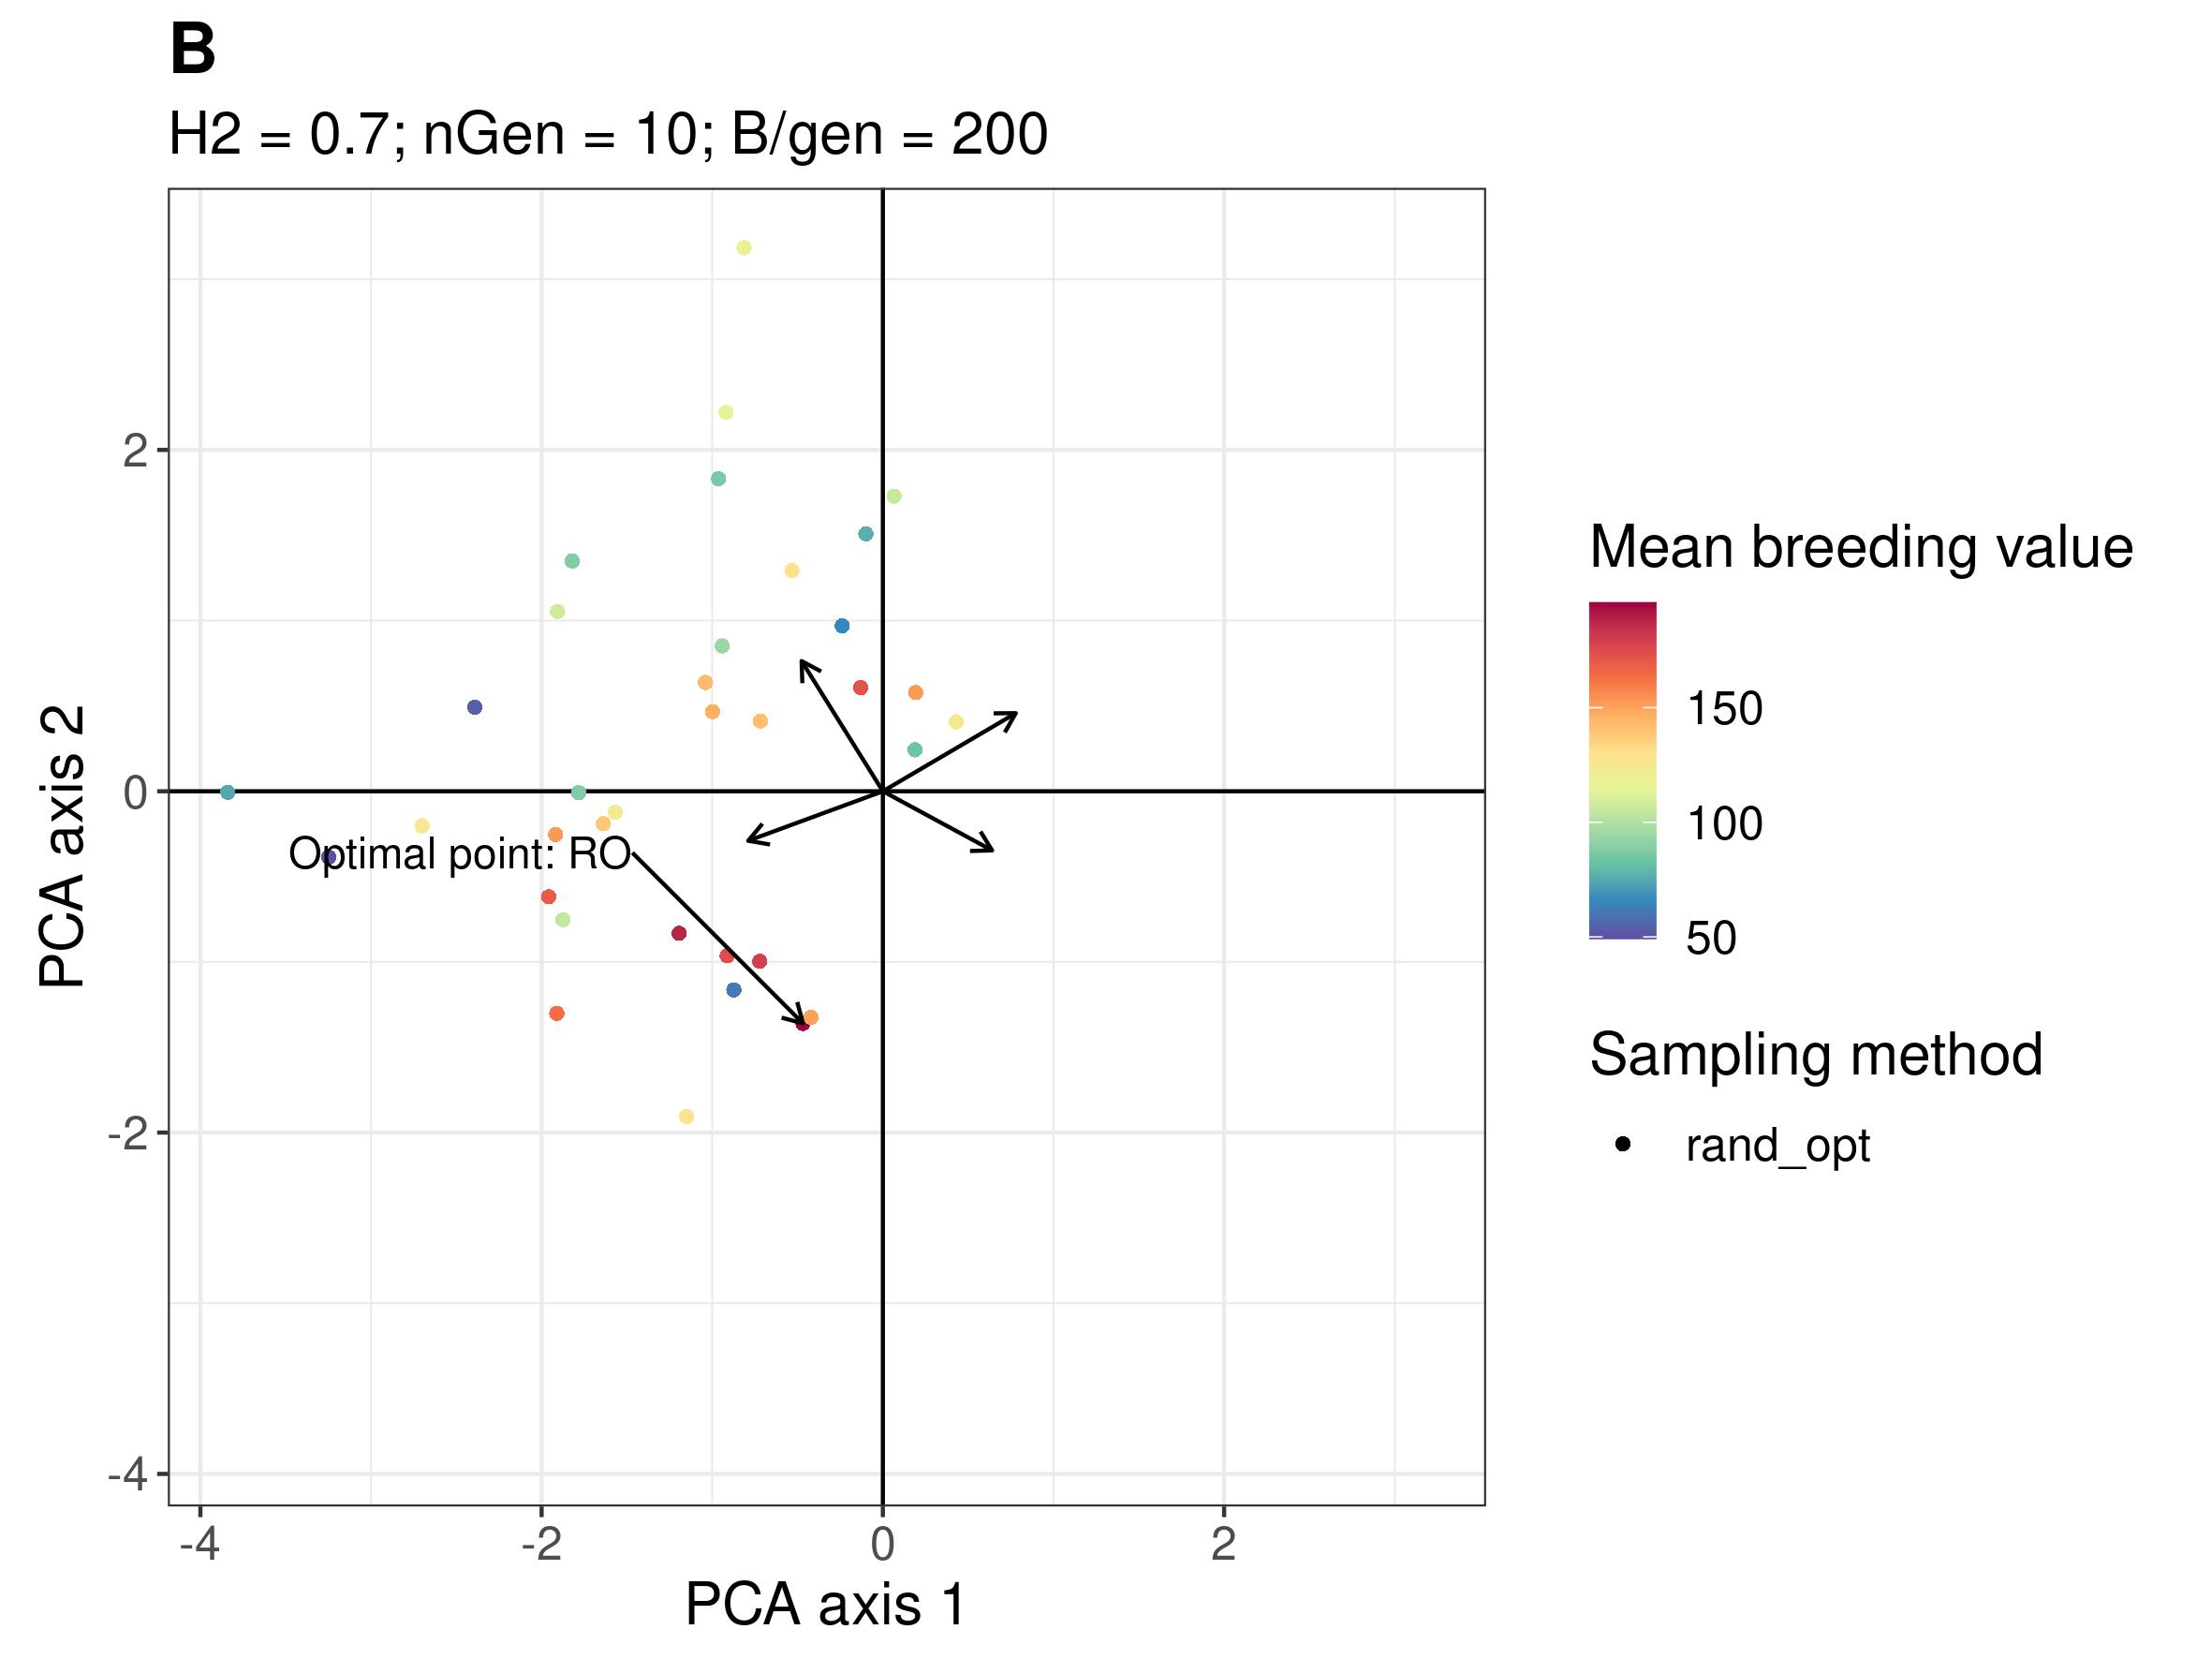 B
H2 = 0.7; nGen = 10; B/gen = 200
PCA axis 2
2
0
-2
-4
Optimal point: RO
-4
-2
0
2
PCA axis 1
Mean breeding value
150
100
50
Sampling method
rand_opt